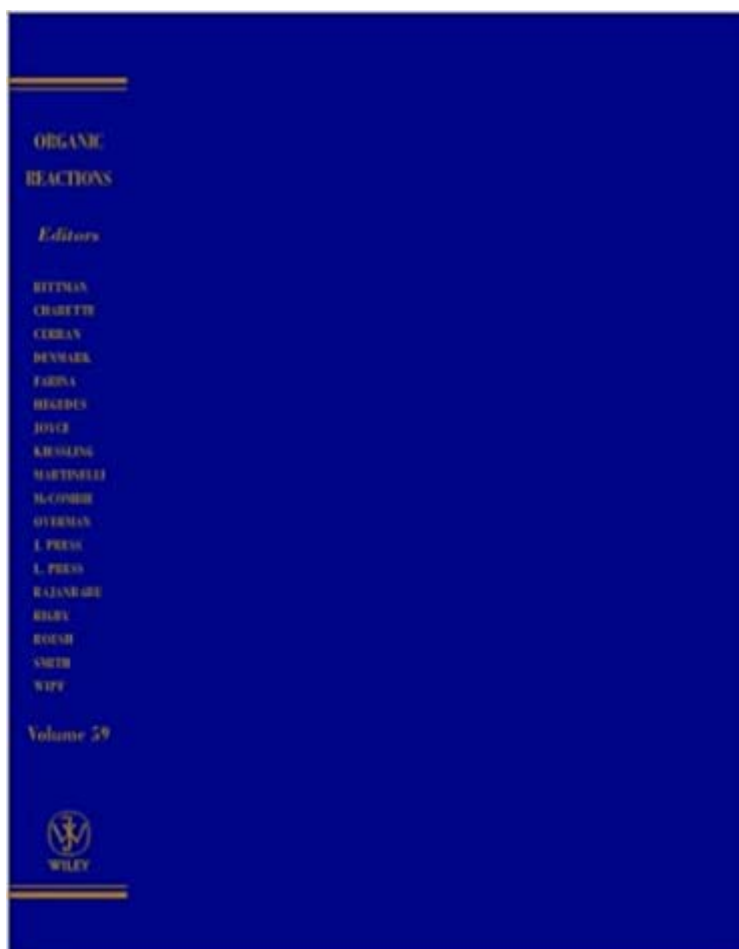 ORGANIC
REACTIONS
Editors
BITTMAN
CHARETTE
CURRAN
DENMARK
FARINA
HEGEDUS
JOYCE
KIESSLING
MARTINELLI
McCOMBIE
OVERMAN
J. PRESS
L. PRESS
RAJANBABU
RIGBY
ROUSH
SMITH
WIPF
Volume 59
WILEY